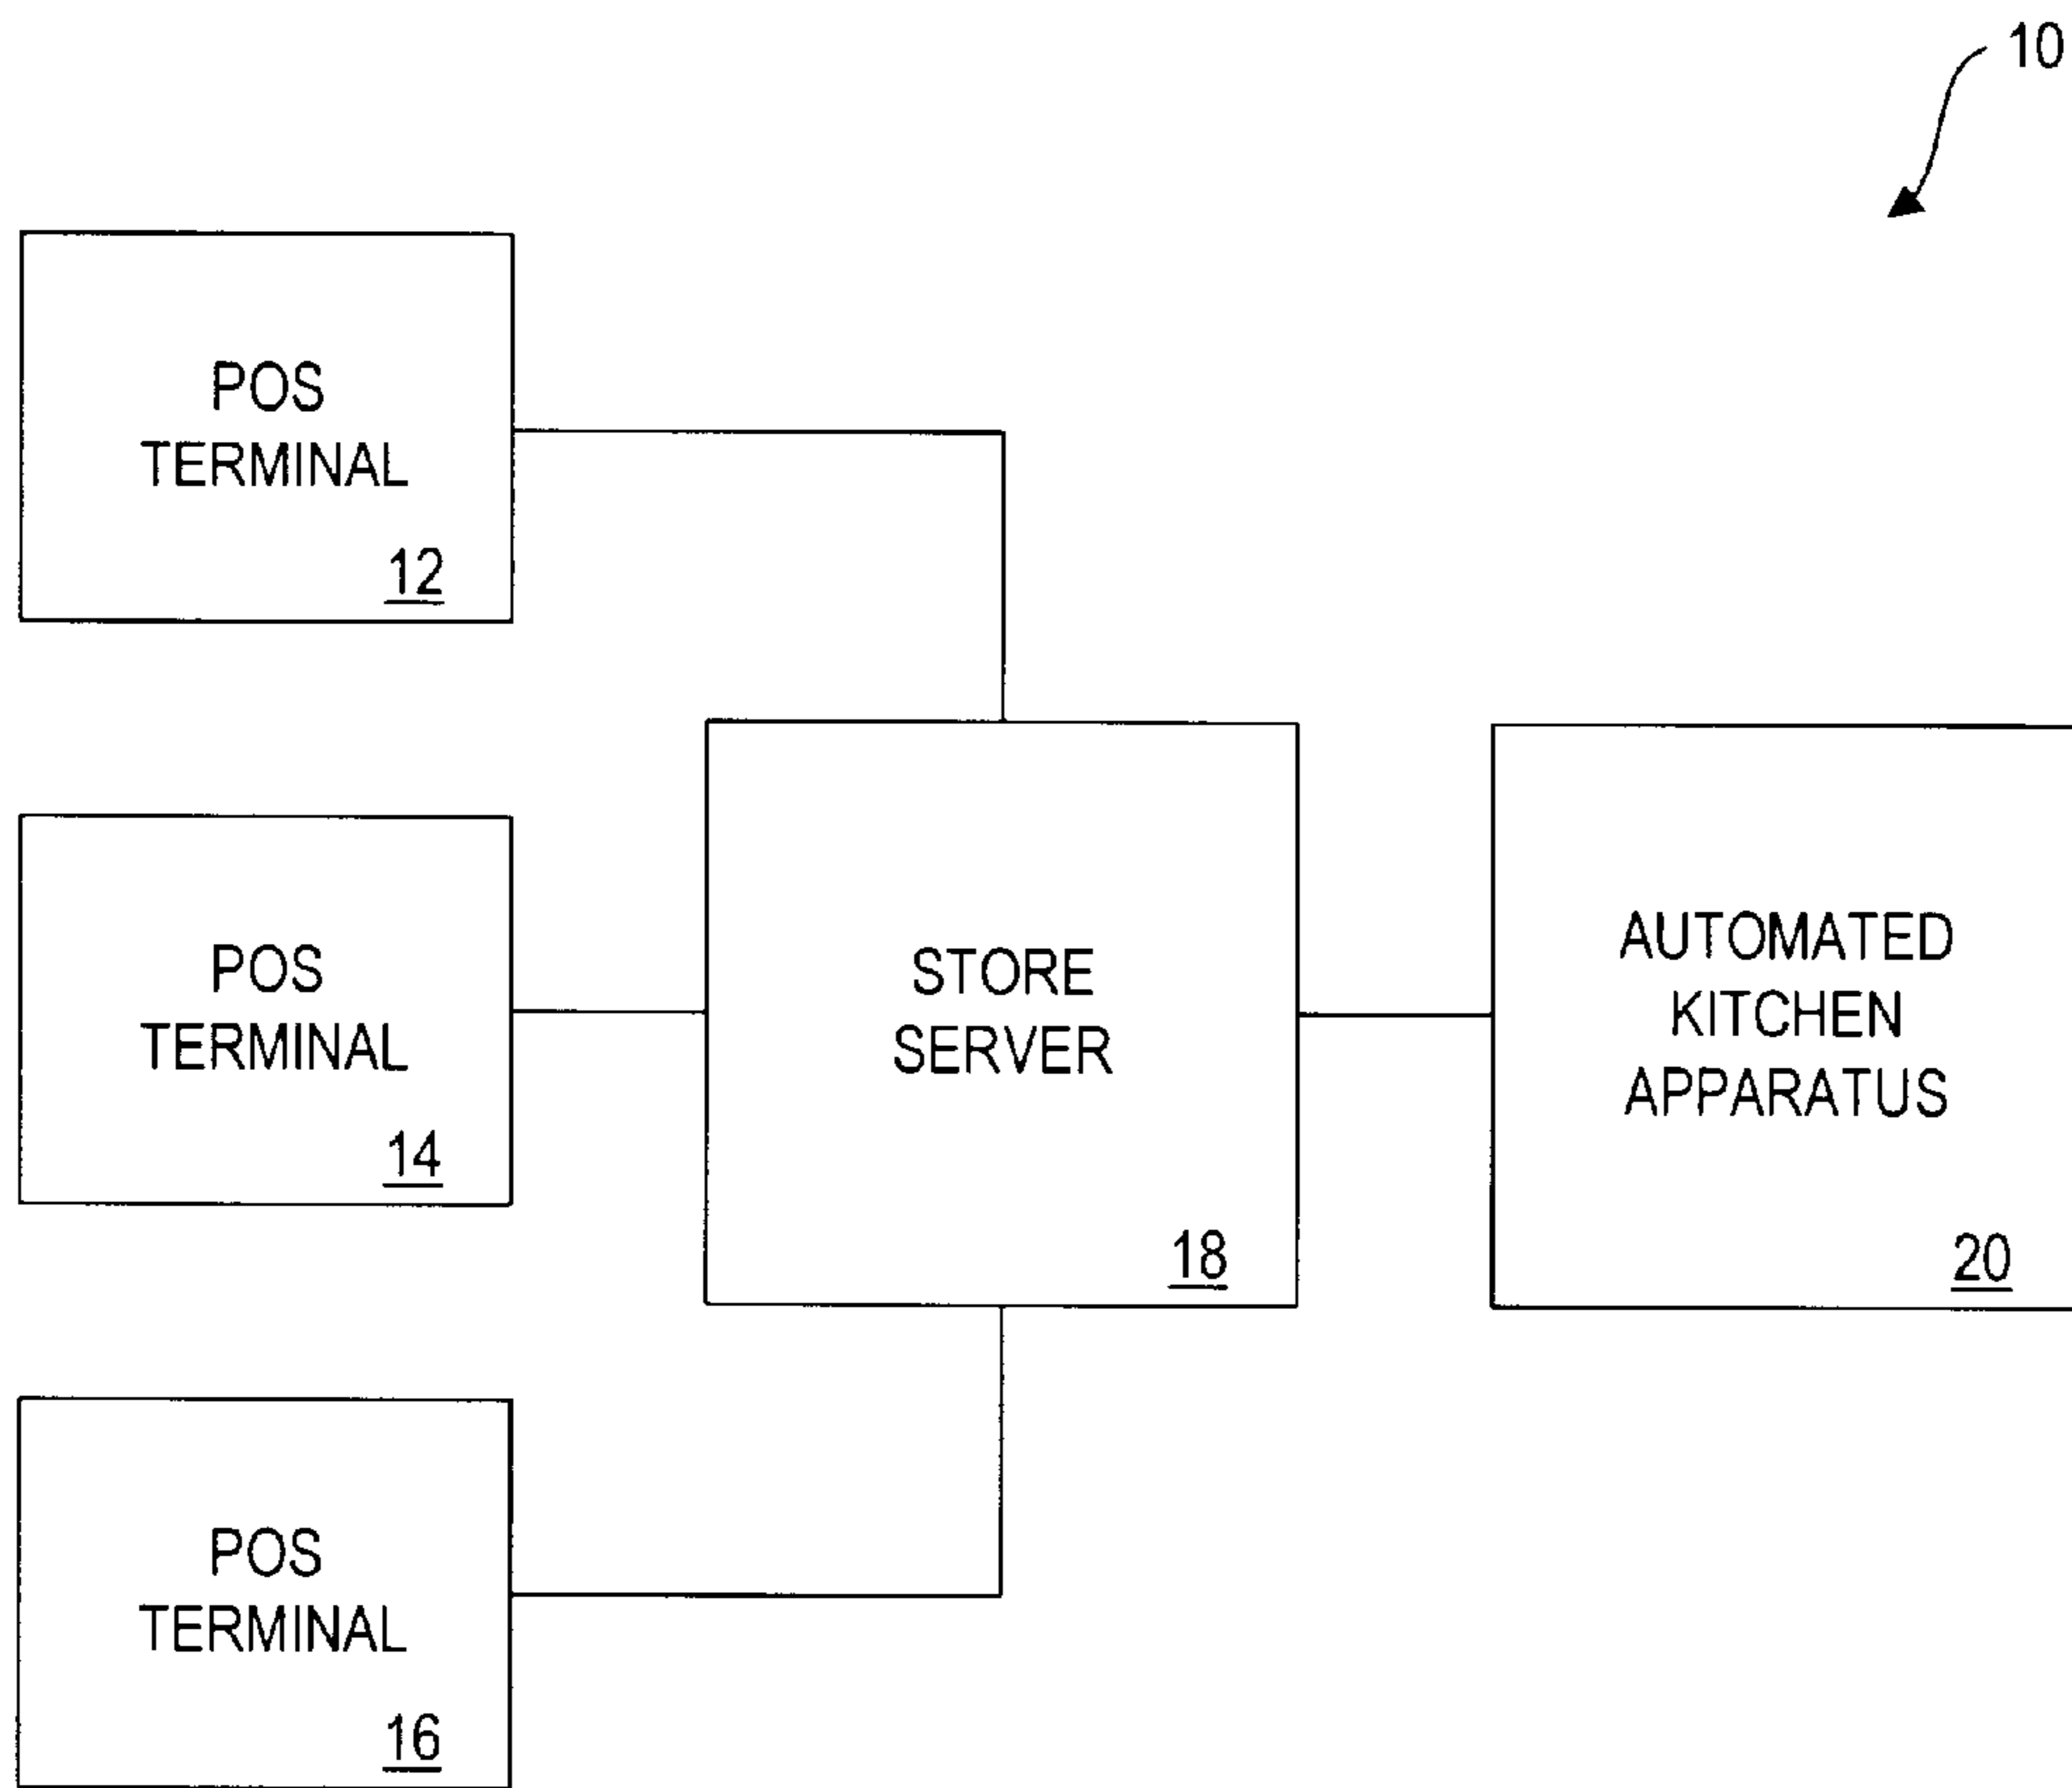 10
POS
TERMINAL
12
POS
TERMINAL
14
STORE
SERVER
18
AUTOMATED
KITCHEN
APPARATUS
20
POS
TERMINAL
16